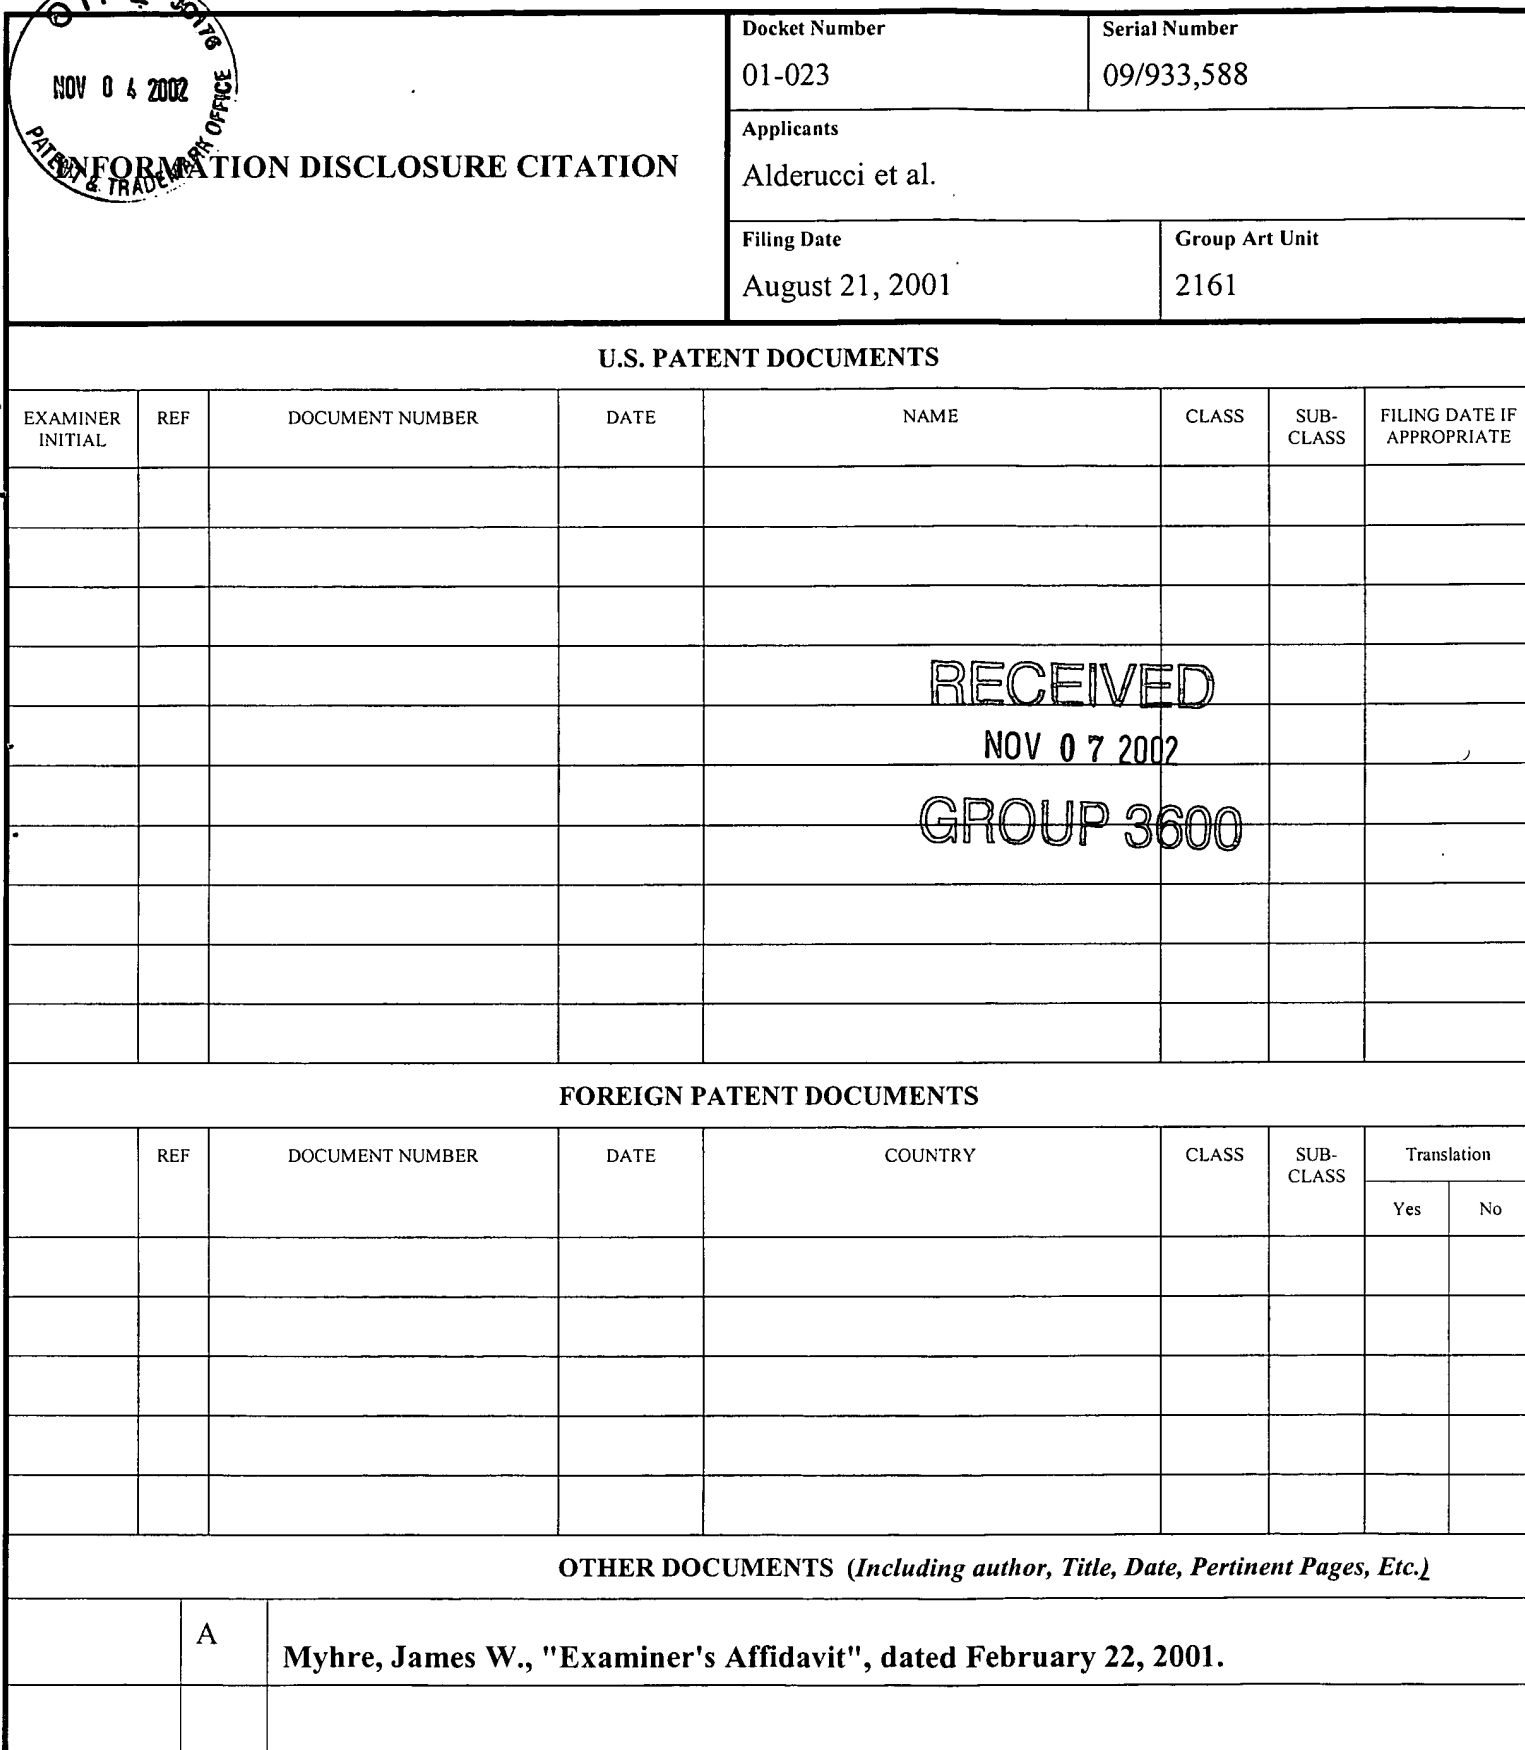 NOV 0 4 2002
PATENT & TRADEMARK OFFICE
INFORMATION DISCLOSURE CITATION
Docket Number
01-023
Serial Number
09/933,588
Applicants
Alderucci et al.
Filing Date
August 21, 2001
Group Art Unit
2161
U.S. PATENT DOCUMENTS
EXAMINER INITIAL
REF
DOCUMENT NUMBER
DATE
NAME
CLASS
SUB-CLASS
FILING DATE IF APPROPRIATE
RECEIVED
NOV 0 7 2002
GROUP 3600
FOREIGN PATENT DOCUMENTS
REF
DOCUMENT NUMBER
DATE
COUNTRY
CLASS
SUB-CLASS
Translation
Yes
No
OTHER DOCUMENTS (Including author, Title, Date, Pertinent Pages, Etc.)
A
Myhre, James W., "Examiner's Affidavit", dated February 22, 2001.